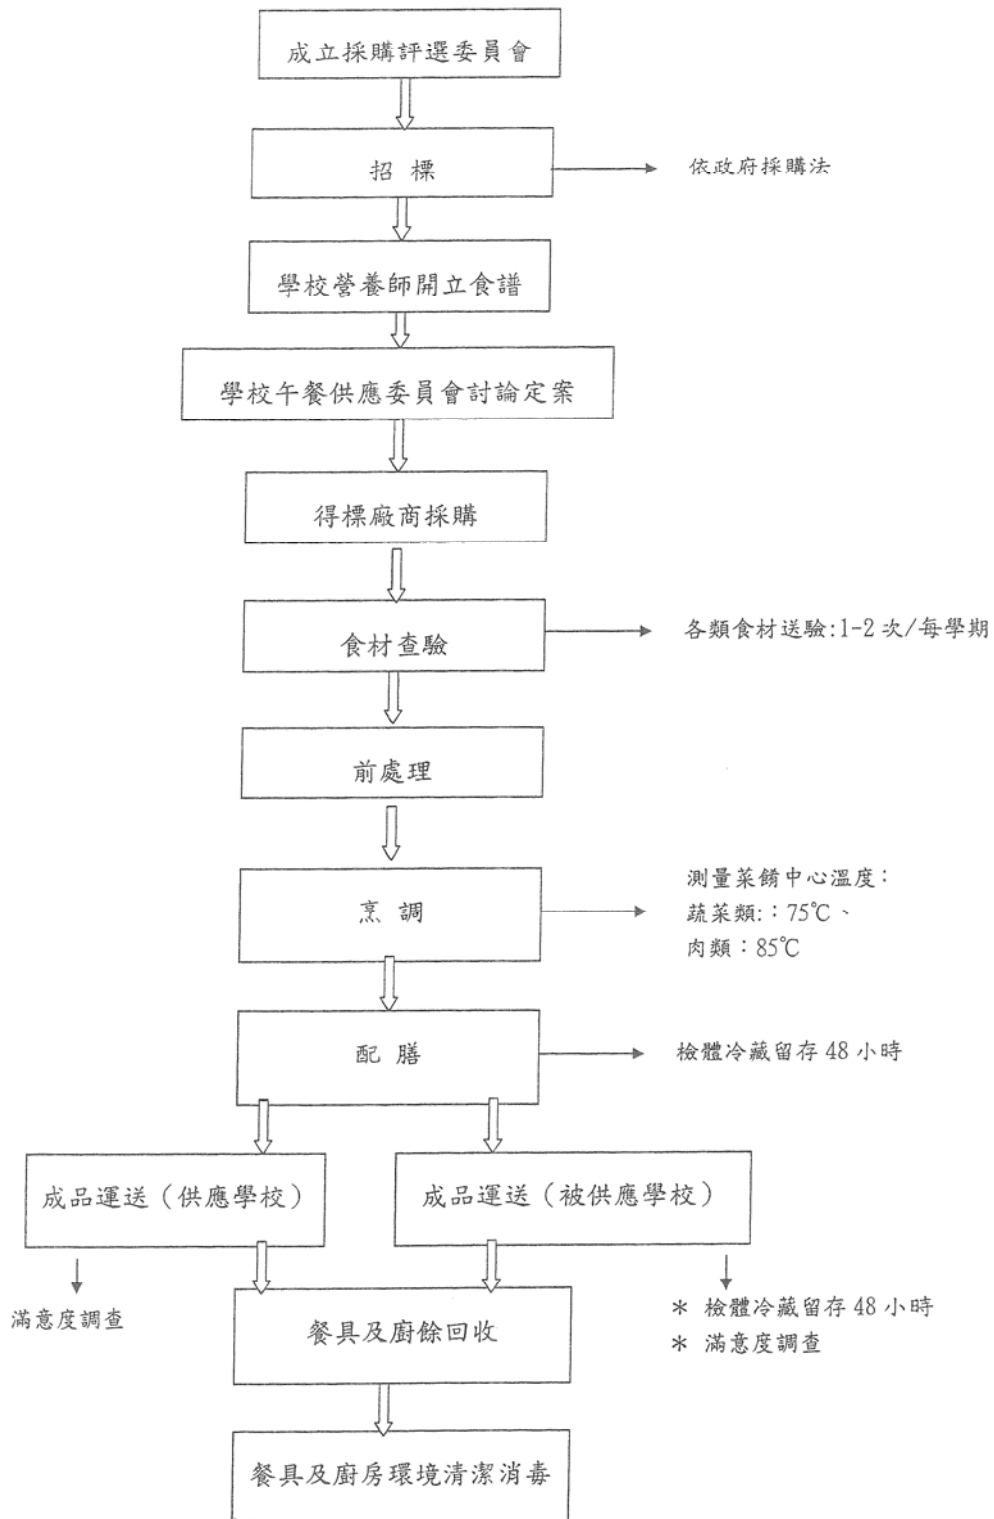 成立採購評選委員會
招 標
依政府採購法
學校營養師開立食譜
學校午餐供應委員會討論定案
得標廠商採購
食材查驗
各類食材送驗:1-2 次/每學期
前處理
烹 調
測量菜餚中心溫度：
蔬菜類:：75℃、
肉類：85℃
配 膳
檢體冷藏留存 48 小時
成品運送（供應學校）
成品運送（被供應學校）
滿意度調查
＊ 檢體冷藏留存 48 小時
＊ 滿意度調查
餐具及廚餘回收
餐具及廚房環境清潔消毒